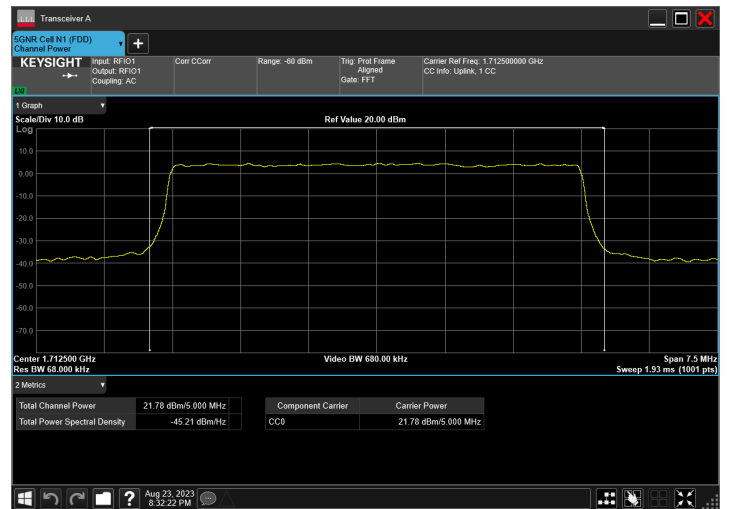 Transceiver A
5GNR Cell N1 (FDD)
Channel Power
KEYSIGHT
Input: RFIO1
Output: RFIO1
Coupling: AC
Corr CCorr
Range: -60 dBm
Trig: Prot Frame
Aligned
Gate: FFT
Carrier Ref Freq: 1.712500000 GHz
CC Info: Uplink, 1 CC
1 Graph
Scale/Div 10.0 dB
Ref Value 20.00 dBm
Log
10.0
0.00
-10.0
-20.0
-30.0
-40.0
-50.0
-60.0
-70.0
Center 1.712500 GHz
Video BW 680.00 kHz
Span 7.5 MHz
Res BW 68.000 kHz
Sweep 1.93 ms (1001 pts)
2 Metrics
Total Channel Power 21.78 dBm/5.000 MHz
Total Power Spectral Density -45.21 dBm/Hz
Component Carrier Carrier Power
CC0 21.78 dBm/5.000 MHz
Aug 23, 2023
8:32:22 PM